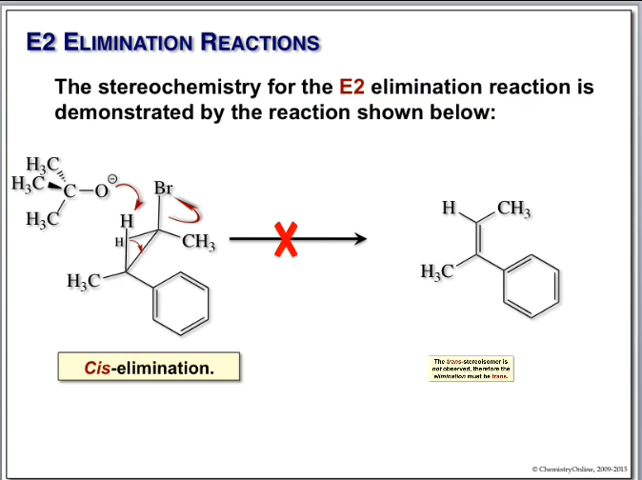 E2 ELIMINATION REACTIONS
The stereochemistry for the E2 elimination reaction is
demonstrated by the reaction shown below:
H₃C
H₃C C O ⊖ Br
H₃C H
H CH₃
H₃C
H CH₃
H₃C
Cis-elimination.
The trans-stereoisomer is
not observed, therefore the
elimination must be trans.
© ChemistryOnline, 2009-2013